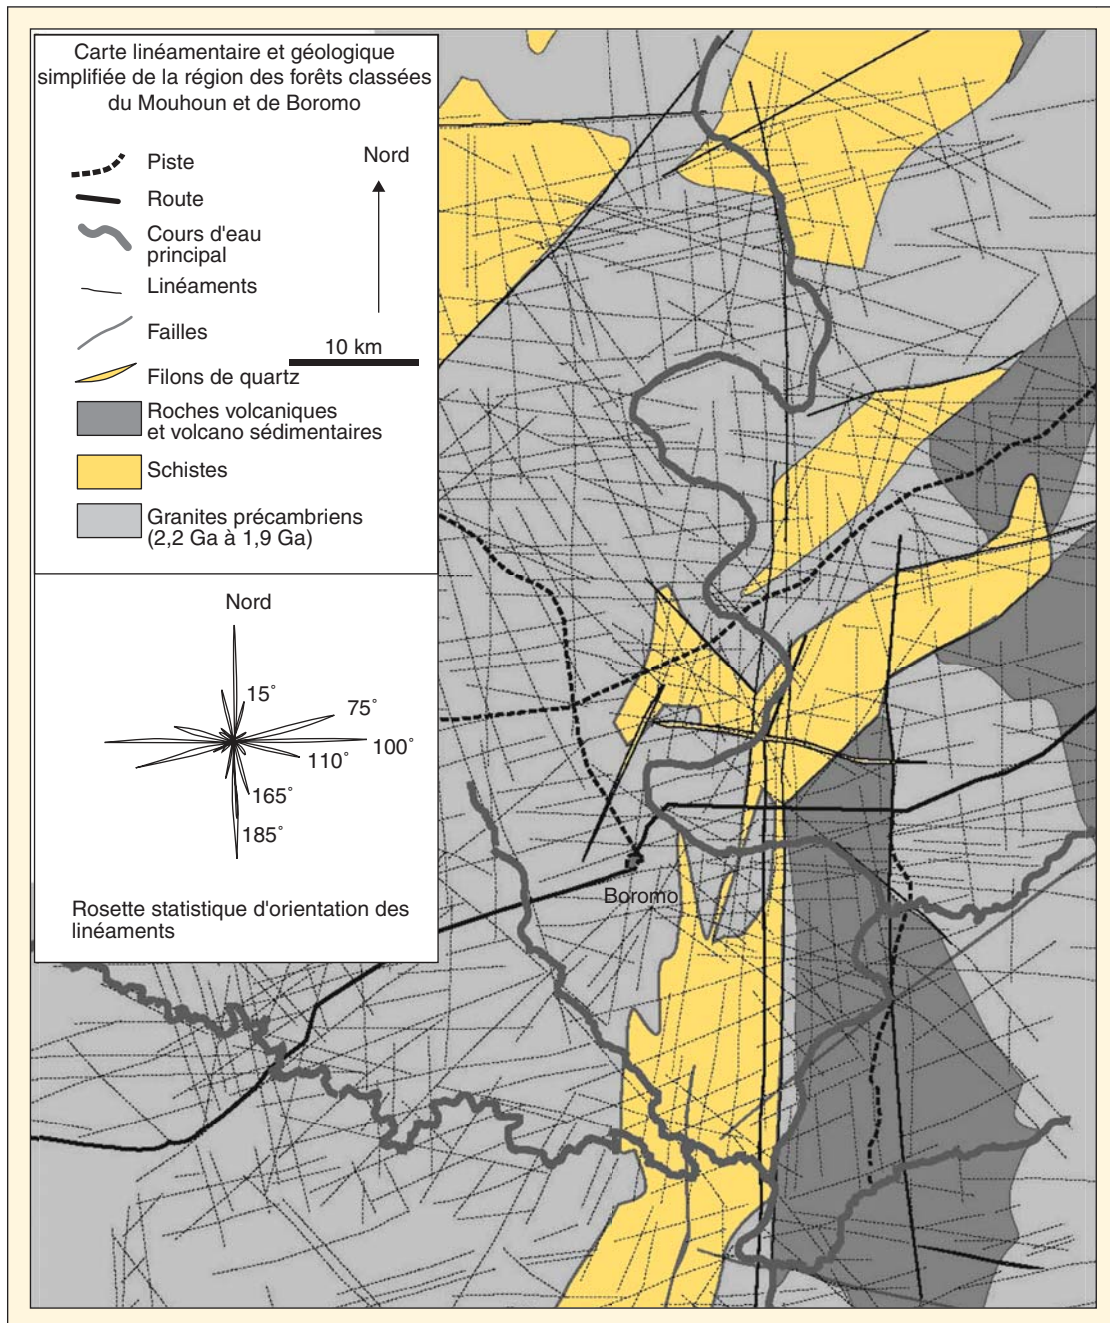 Carte linéamentaire et géologique
simplifiée de la région des forêts classées
du Mouhoun et de Boromo
Nord
Piste
Route
Cours d'eau
principal
Linéaments
Failles
10 km
Filons de quartz
Roches volcaniques
et volcano sédimentaires
Schistes
Granites précambriens
(2,2 Ga à 1,9 Ga)
Nord
15°
75°
100°
110°
165°
185°
Rosette statistique d'orientation des
linéaments
Boromo